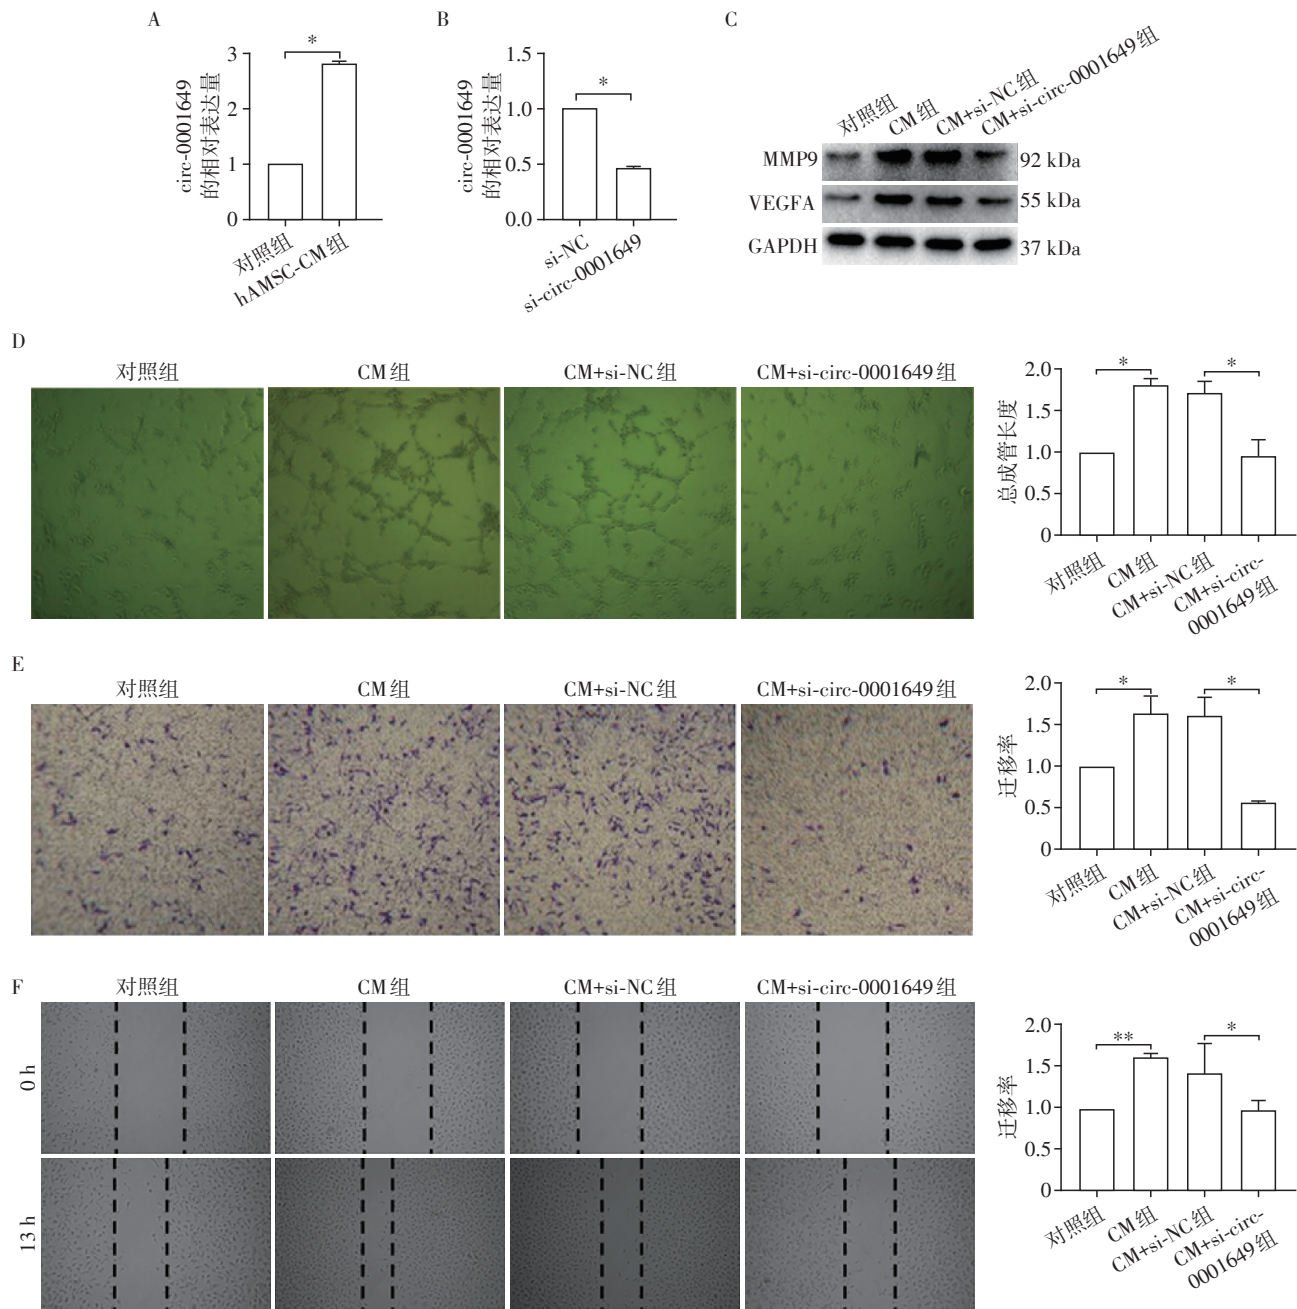 A
circ-0001649
的相对表达量
3
2
1
0
*
对照组
hAMSC-CM组
B
circ-0001649
的相对表达量
1.5
1.0
0.5
0.0
*
si-NC
si-circ-0001649
C
对照组
CM组
CM+si-NC组
CM+si-circ-0001649组
MMP9
92 kDa
VEGFA
55 kDa
GAPDH
37 kDa
D
对照组
CM组
CM+si-NC组
CM+si-circ-0001649组
总成管长度
2.0
1.5
1.0
0.5
0
*
*
对照组
CM组
CM+si-NC组
CM+si-circ-
0001649组
E
对照组
CM组
CM+si-NC组
CM+si-circ-0001649组
迁移率
2.0
1.5
1.0
0.5
0
*
*
对照组
CM组
CM+si-NC组
CM+si-circ-
0001649组
F
对照组
CM组
CM+si-NC组
CM+si-circ-0001649组
0 h
13 h
迁移率
2.0
1.5
1.0
0.5
0
**
*
对照组
CM组
CM+si-NC组
CM+si-circ-
0001649组